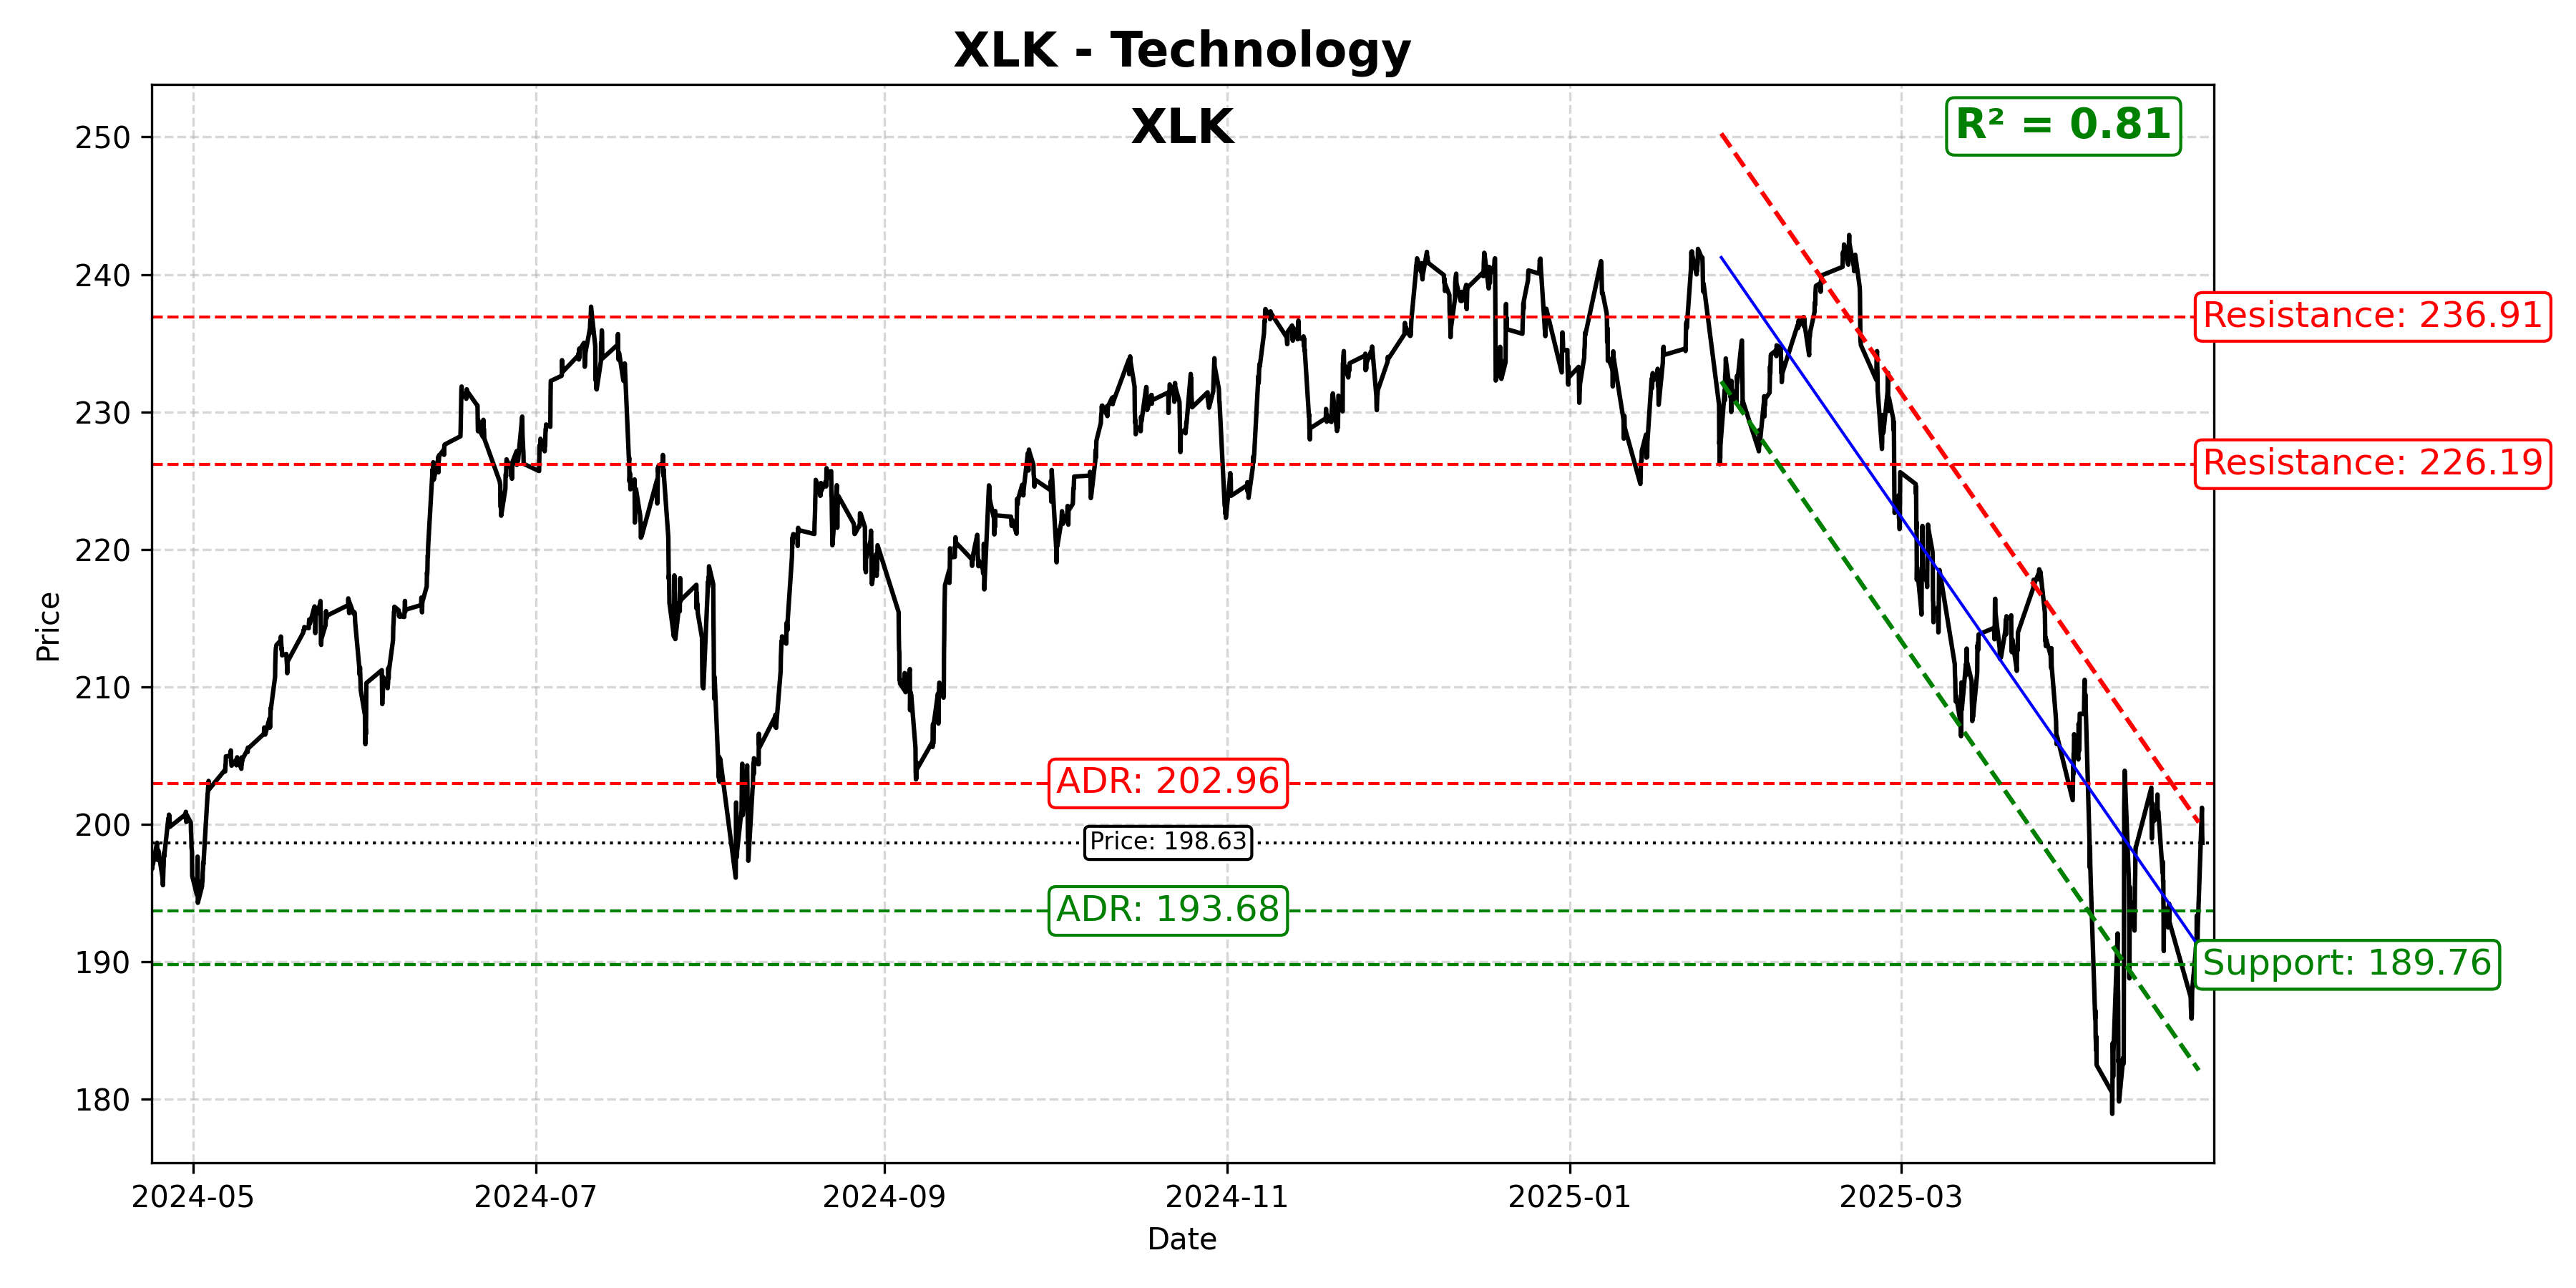 XLK - Technology
XLK
R² = 0.81
250
240
230
220
210
200
190
180
Price
Resistance: 236.91
Resistance: 226.19
ADR: 202.96
Price: 198.63
ADR: 193.68
Support: 189.76
2024-05
2024-07
2024-09
2024-11
2025-01
2025-03
Date